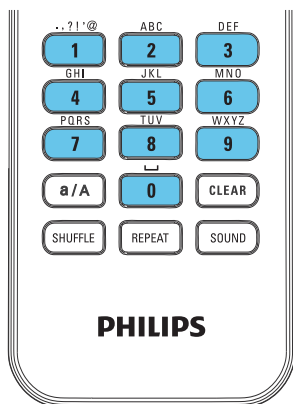 .,?!'@ ABC DEF
1 2 3
GHI JKL MNO
4 5 6
PQRS TUV WXYZ
7 8 9
a/A 0 CLEAR
SHUFFLE REPEAT SOUND
PHILIPS